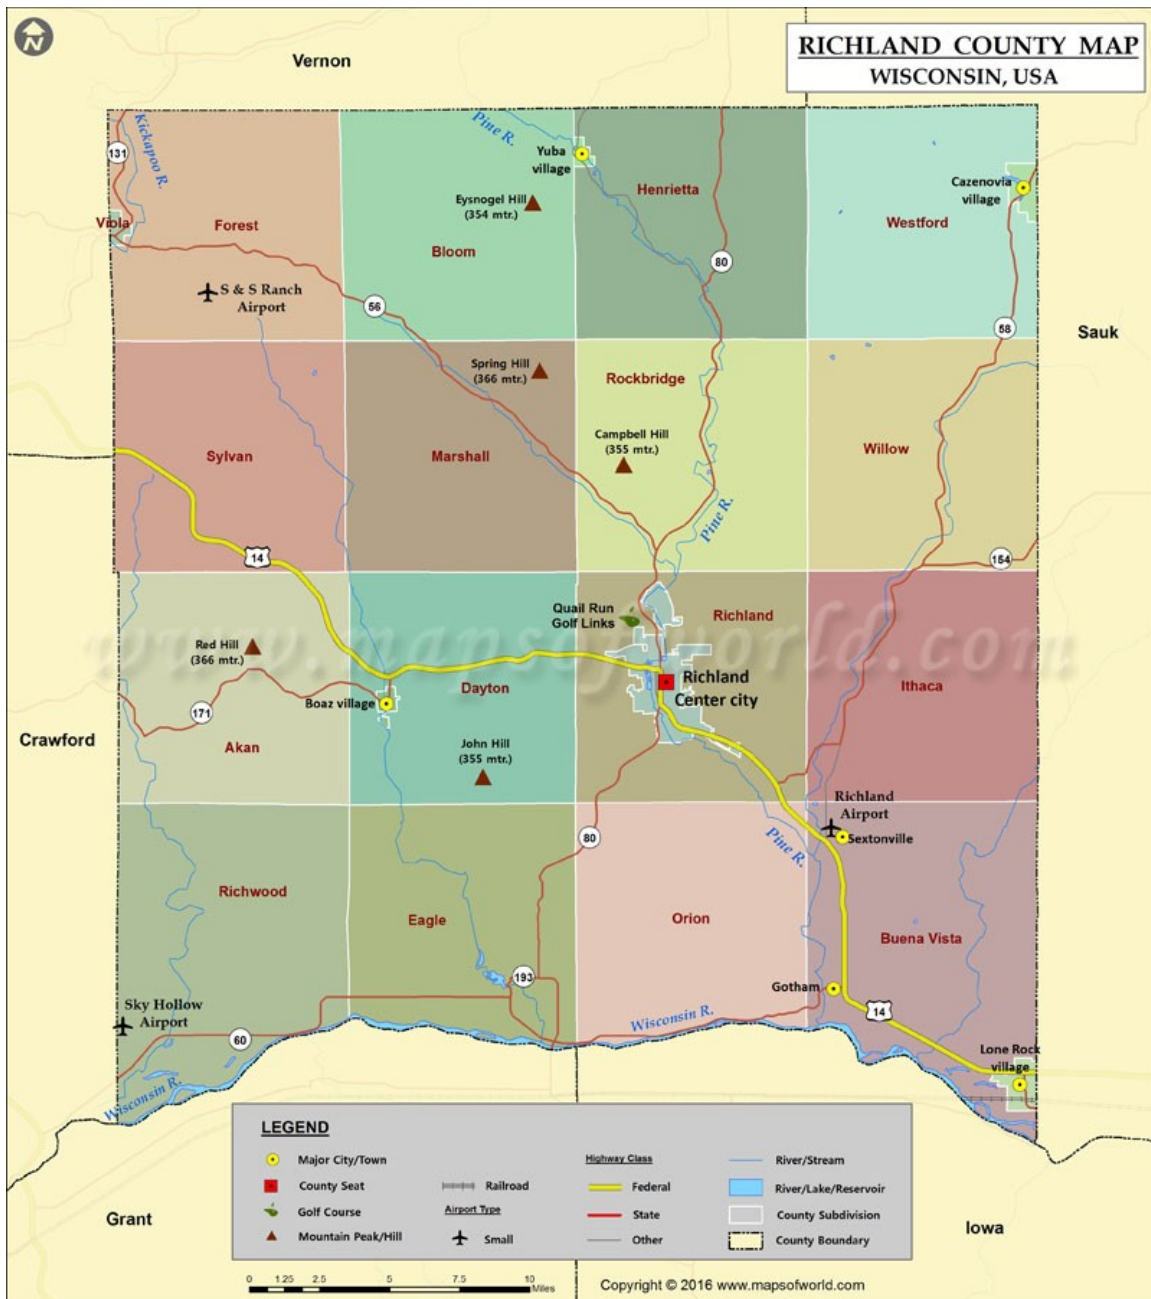 N
RICHLAND COUNTY MAP
WISCONSIN, USA
Vernon
131
Kickapoo R.
Pine R.
Yuba
village
Henrietta
Cazenovia
village
Eysnogel Hill
(354 mtr.)
Viola
Forest
Bloom
Westford
80
S & S Ranch
Airport
56
58
Sauk
Spring Hill
(366 mtr.)
Rockbridge
Campbell Hill
(355 mtr.)
Sylvan
Marshall
Willow
Pine R.
14
154
Quail Run
Golf Links
Richland
www.mapsofworld.com
Red Hill
(366 mtr.)
Richland
Center city
Dayton
Ithaca
Boaz village
171
Crawford
Akan
John Hill
(355 mtr.)
Richland
Airport
80
Pine R.
Sextonville
Richwood
Eagle
Orion
Buena Vista
193
Gotham
Sky Hollow
Airport
Wisconsin R.
14
60
Lone Rock
village
Wisconsin R.
LEGEND
Major City/Town
County Seat
Golf Course
Mountain Peak/Hill
Railroad
Airport Type
Small
Highway Class
Federal
State
Other
River/Stream
River/Lake/Reservoir
County Subdivision
County Boundary
Grant
Iowa
0 1.25 2.5 5 7.5 10
Miles
Copyright © 2016 www.mapsofworld.com